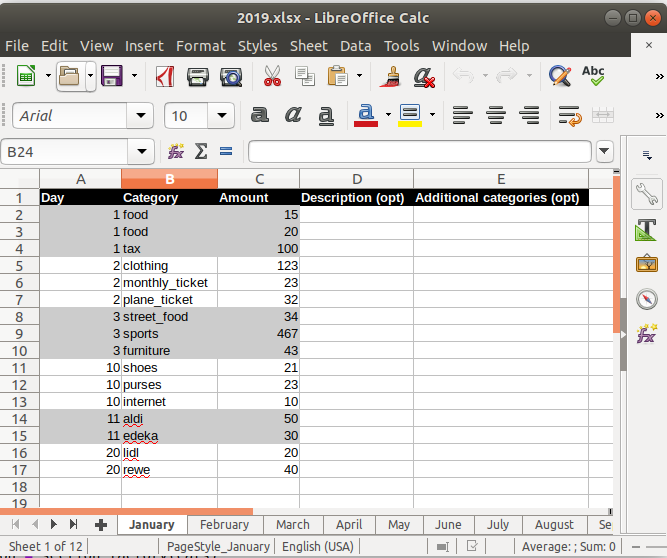 2019.xlsx - LibreOffice Calc
File Edit View Insert Format Styles Sheet Data Tools Window Help ×
Abc
Arial 10 a a a a
B24 fx Σ =
A B C D E
1 Day Category Amount Description (opt) Additional categories (opt)
2 1 food 15
3 1 food 20
4 1 tax 100
5 2 clothing 123
6 2 monthly_ticket 23
7 2 plane_ticket 32
8 3 street_food 34
9 3 sports 467
10 3 furniture 43
11 10 shoes 21
12 10 purses 23
13 10 internet 10
14 11 aldi 50
15 11 edeka 30
16 20 lidl 20
17 20 rewe 40
18
19
January February March April May June July August Se
Sheet 1 of 12 PageStyle_January English (USA) Average: ; Sum: 0